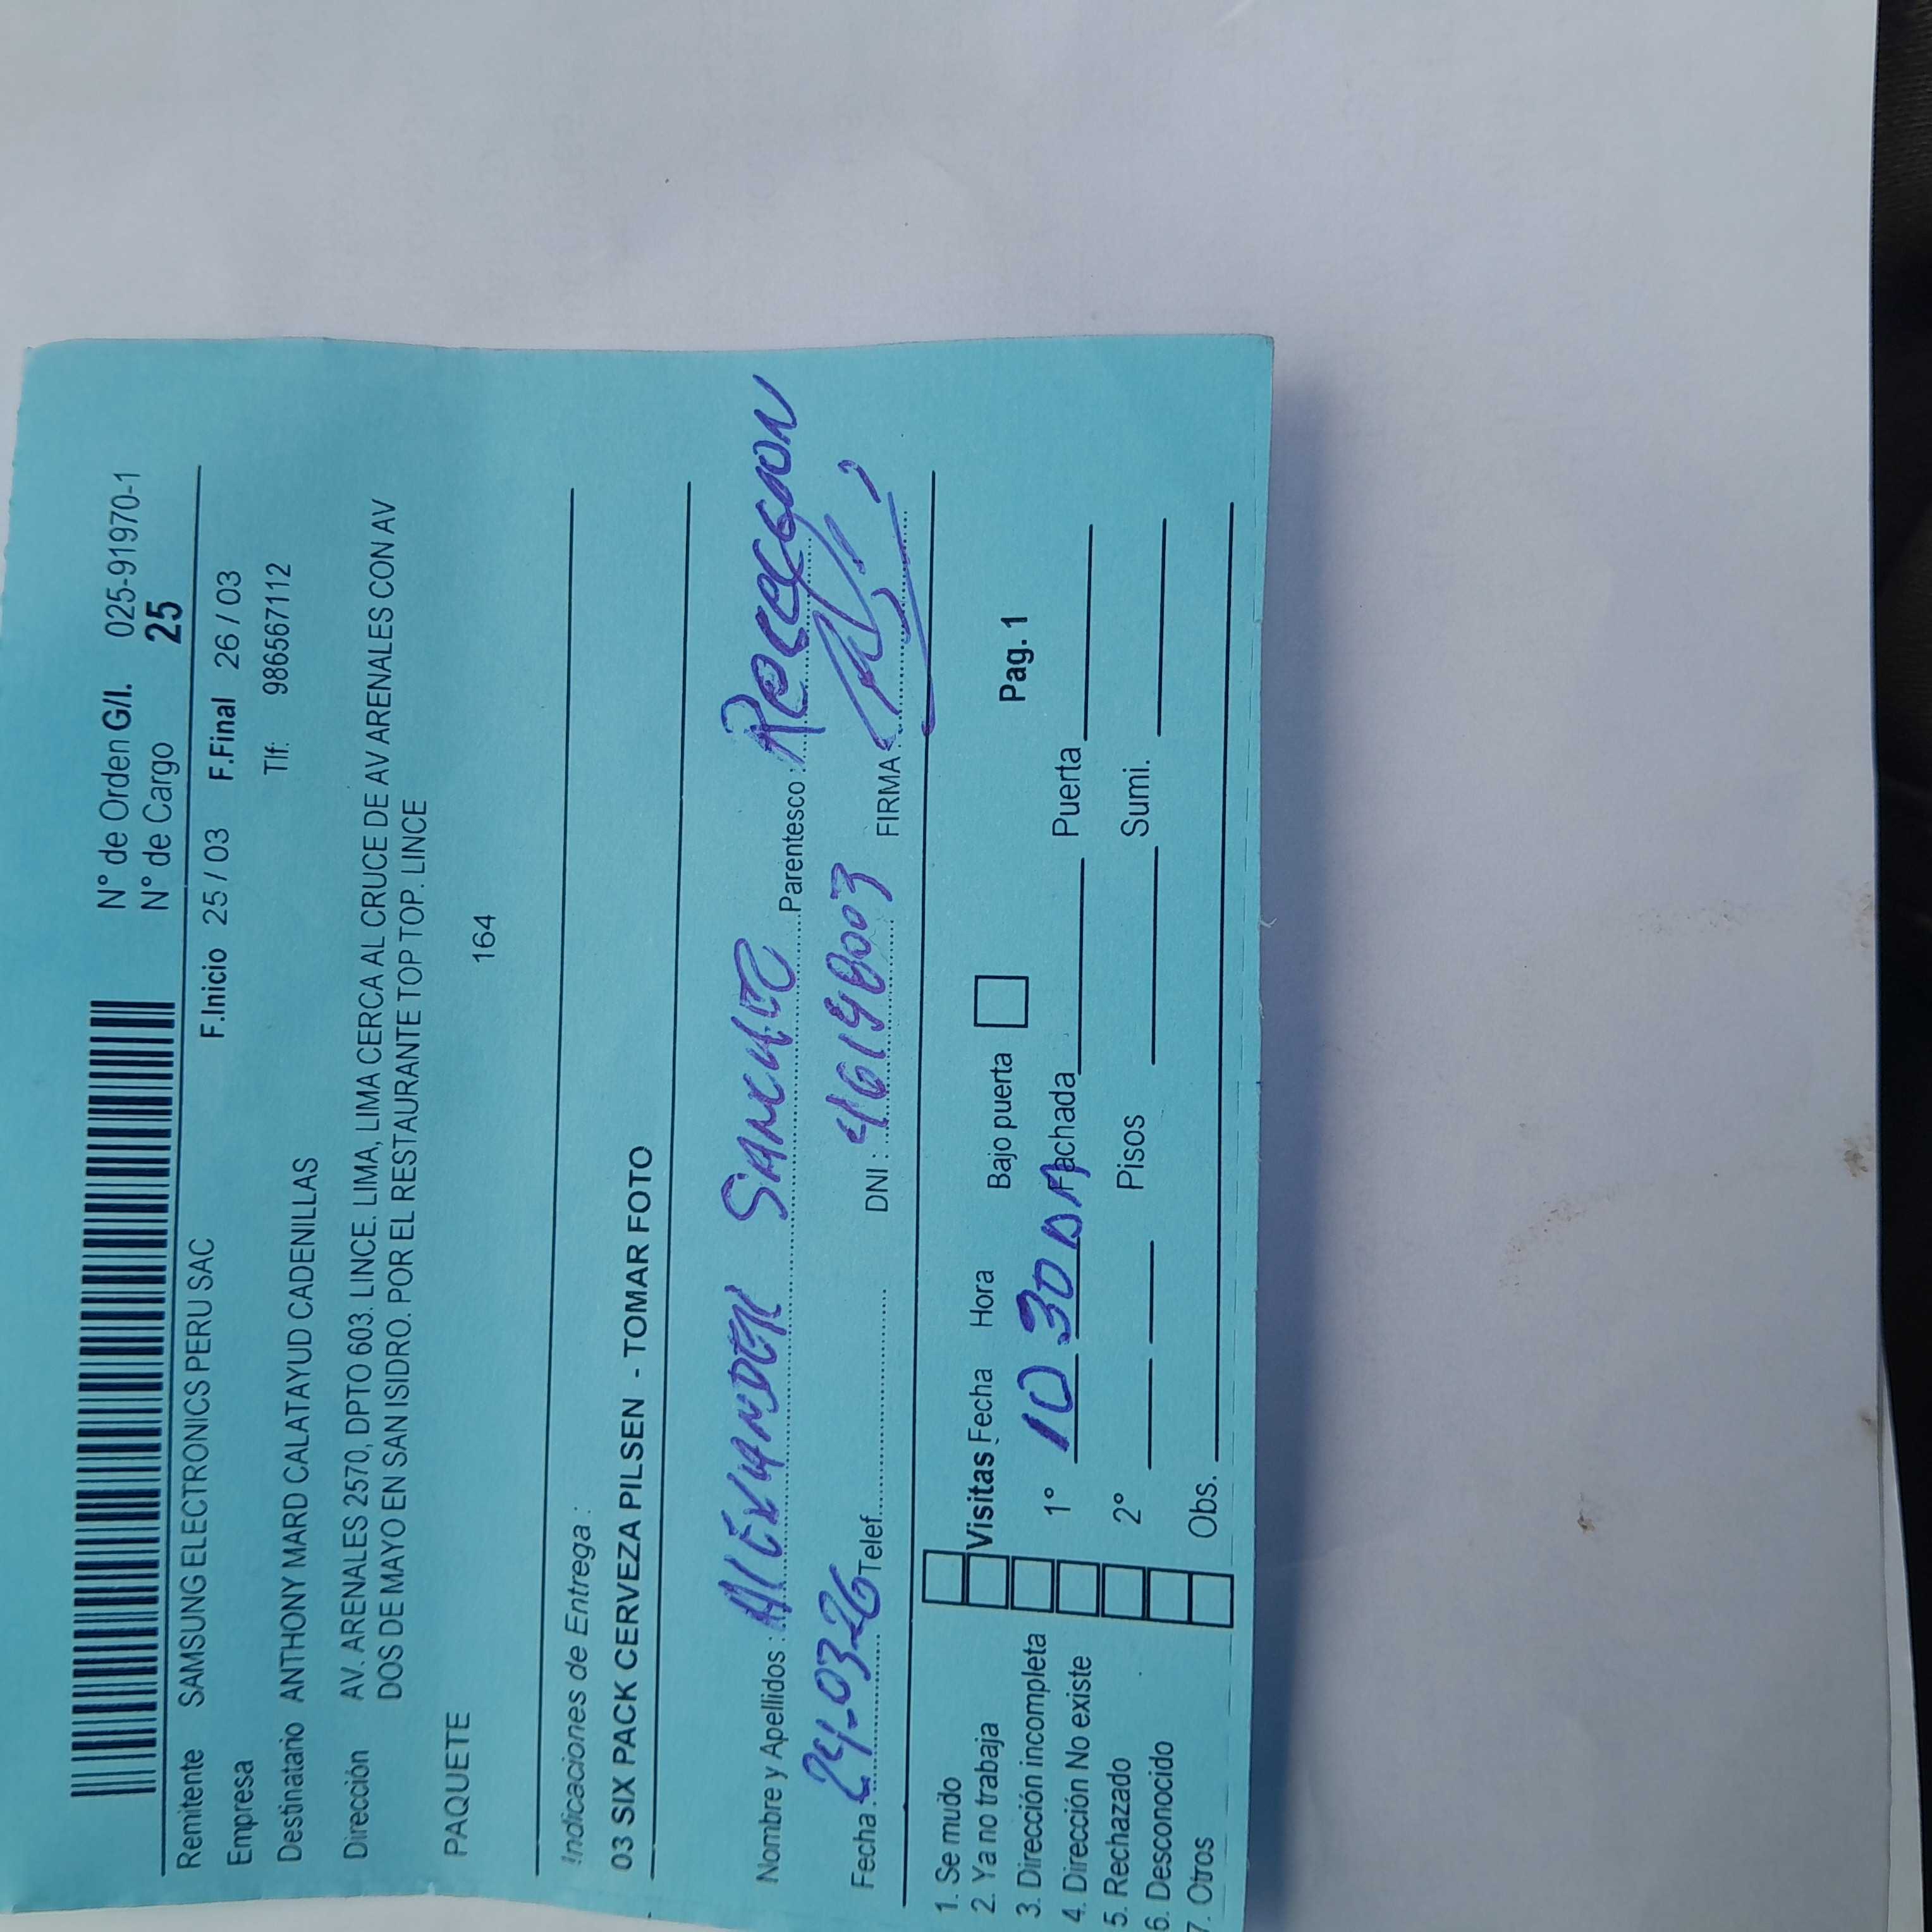 N° de Orden G/I. 025-91970-1
N° de Cargo 25
Remitente SAMSUNG ELECTRONICS PERU SAC
F.Inicio 25 / 03 F.Final 26 / 03
Empresa
Tlf: 986567112
Destinatario ANTHONY MARD CALATAYUD CADENILLAS
Dirección AV. ARENALES 2570, DPTO 603. LINCE. LIMA, LIMA CERCA AL CRUCE DE AV ARENALES CON AV
DOS DE MAYO EN SAN ISIDRO. POR EL RESTAURANTE TOP TOP. LINCE
PAQUETE 164
Indicaciones de Entrega :
03 SIX PACK CERVEZA PILSEN - TOMAR FOTO
Nombre y Apellidos : ALEXANDER SANCHEZ Parentesco : Recepcion
Fecha : 24-03-26 Telef. DNI : 416198003 FIRMA :
1. Se mudo
2. Ya no trabaja
3. Dirección incompleta
4. Dirección No existe
5. Rechazado
6. Desconocido
7. Otros
Visitas Fecha Hora Bajo puerta Pag. 1
1° 10 30 AM Fachada Puerta
2° Pisos Sumi.
Obs.